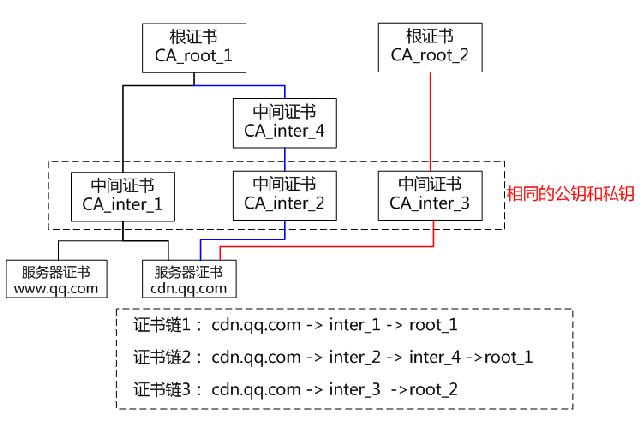 根证书
CA_root_1
根证书
CA_root_2
中间证书
CA_inter_4
中间证书
CA_inter_1
中间证书
CA_inter_2
中间证书
CA_inter_3
相同的公钥和私钥
服务器证书
www.qq.com
服务器证书
cdn.qq.com
证书链1： cdn.qq.com -> inter_1 -> root_1
证书链2： cdn.qq.com -> inter_2 -> inter_4 ->root_1
证书链3： cdn.qq.com -> inter_3 ->root_2